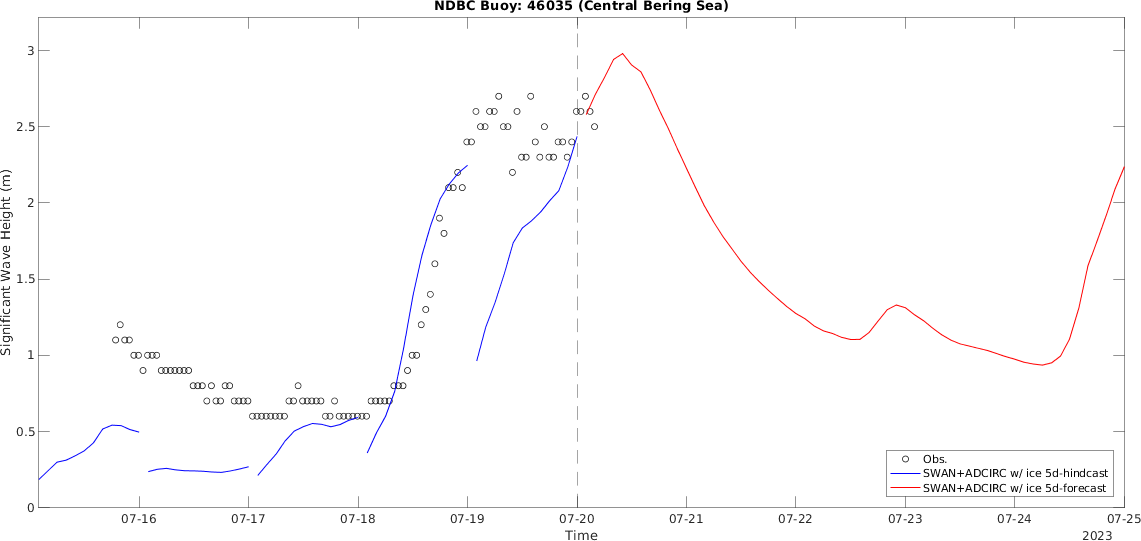 NDBC Buoy: 46035 (Central Bering Sea)
Significant Wave Height (m)
3
2.5
2
1.5
1
0.5
0
Obs.
SWAN+ADCIRC w/ ice 5d-hindcast
SWAN+ADCIRC w/ ice 5d-forecast
07-16 07-17 07-18 07-19 07-20 07-21 07-22 07-23 07-24 07-25
Time
2023